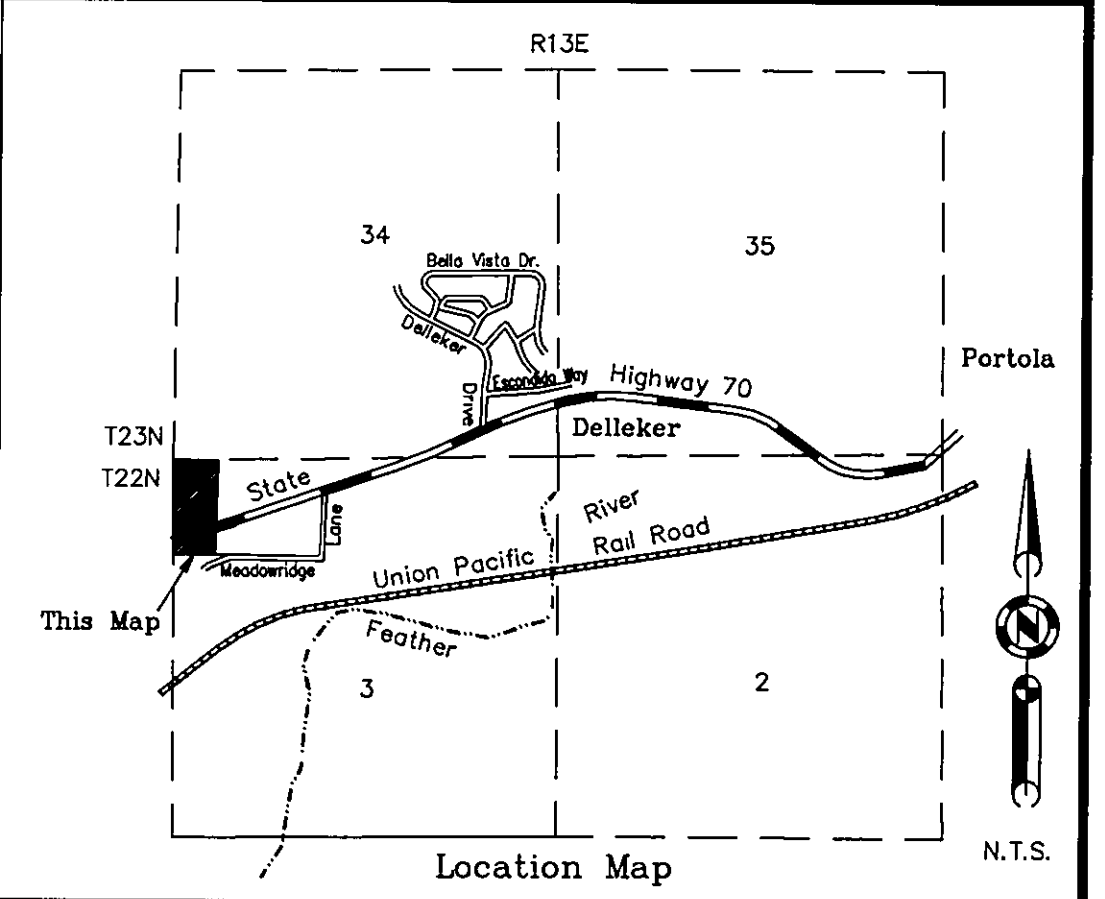 R13E
34
35
Bella Vista Dr.
Delleker
Drive
Escondido Way
Highway 70
Portola
Delleker
T23N
T22N
State
Lane
Meadowridge
River
Union Pacific Rail Road
This Map
Feather
3
2
N
N.T.S.
Location Map